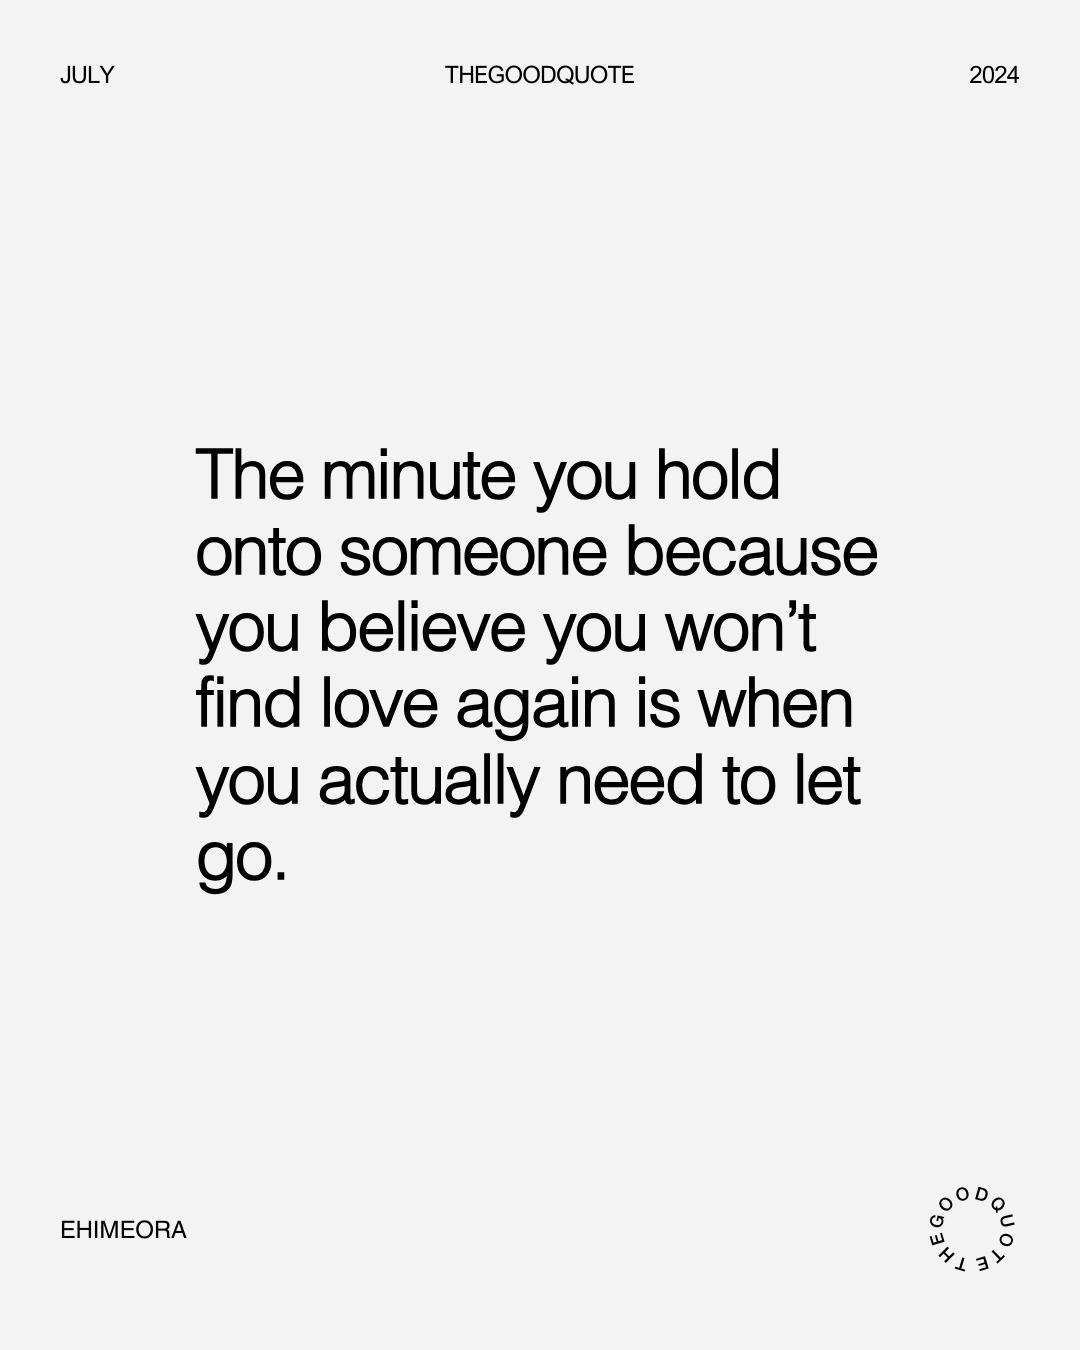 JULY THEGOODQUOTE 2024
The minute you hold
onto someone because
you believe you won’t
find love again is when
you actually need to let
go.
EHIMEORA
THEGOODQUOTE